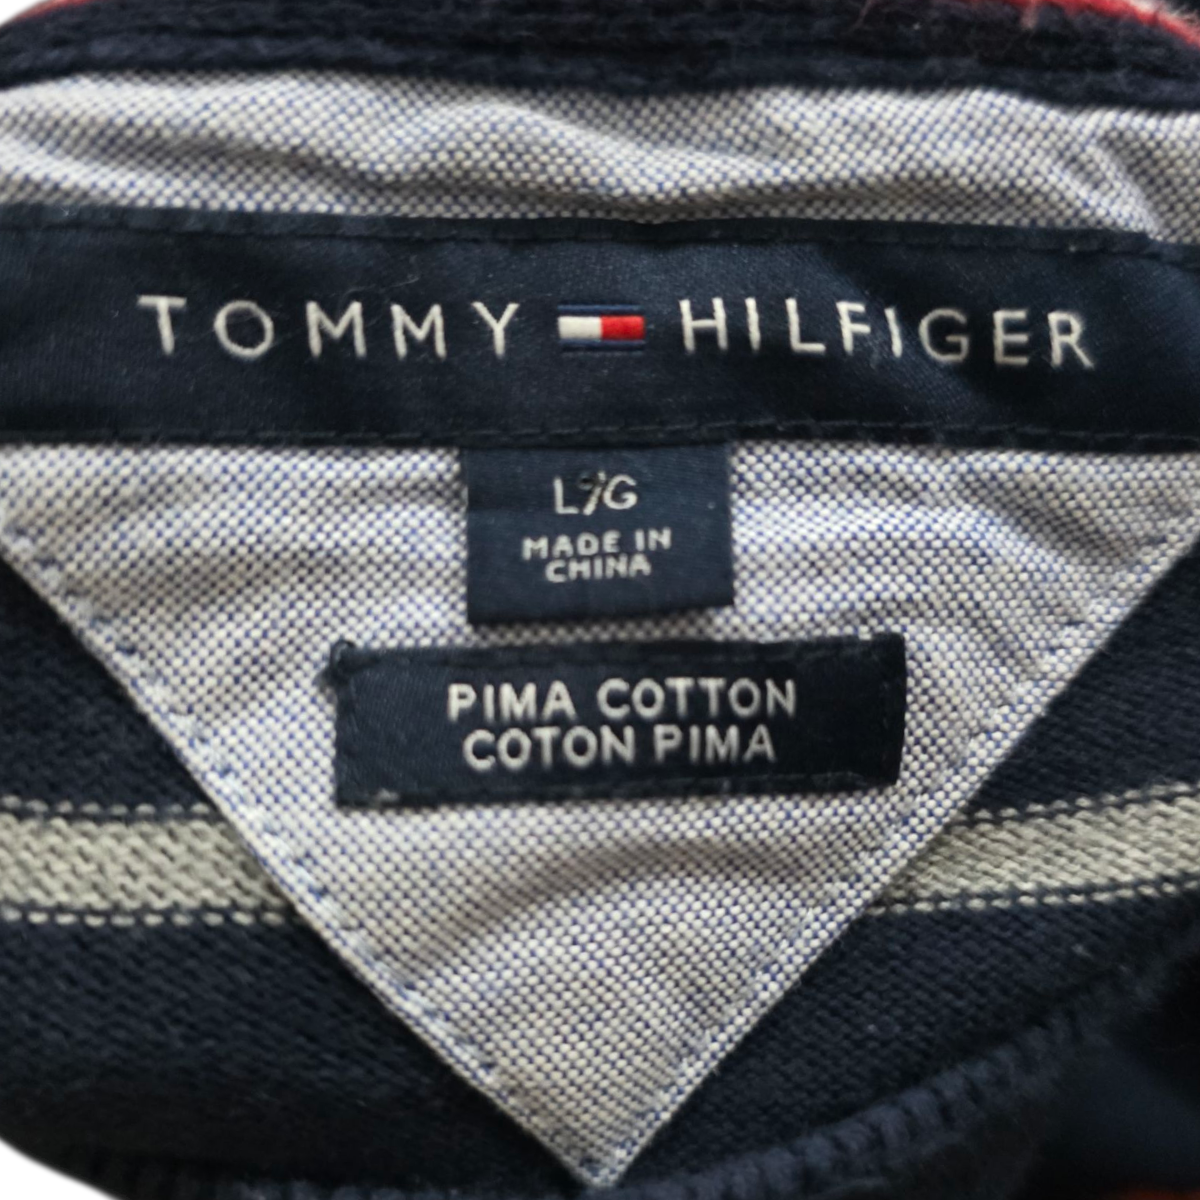 TOMMY HILFIGER
L/G
MADE IN
CHINA
PIMA COTTON
COTON PIMA